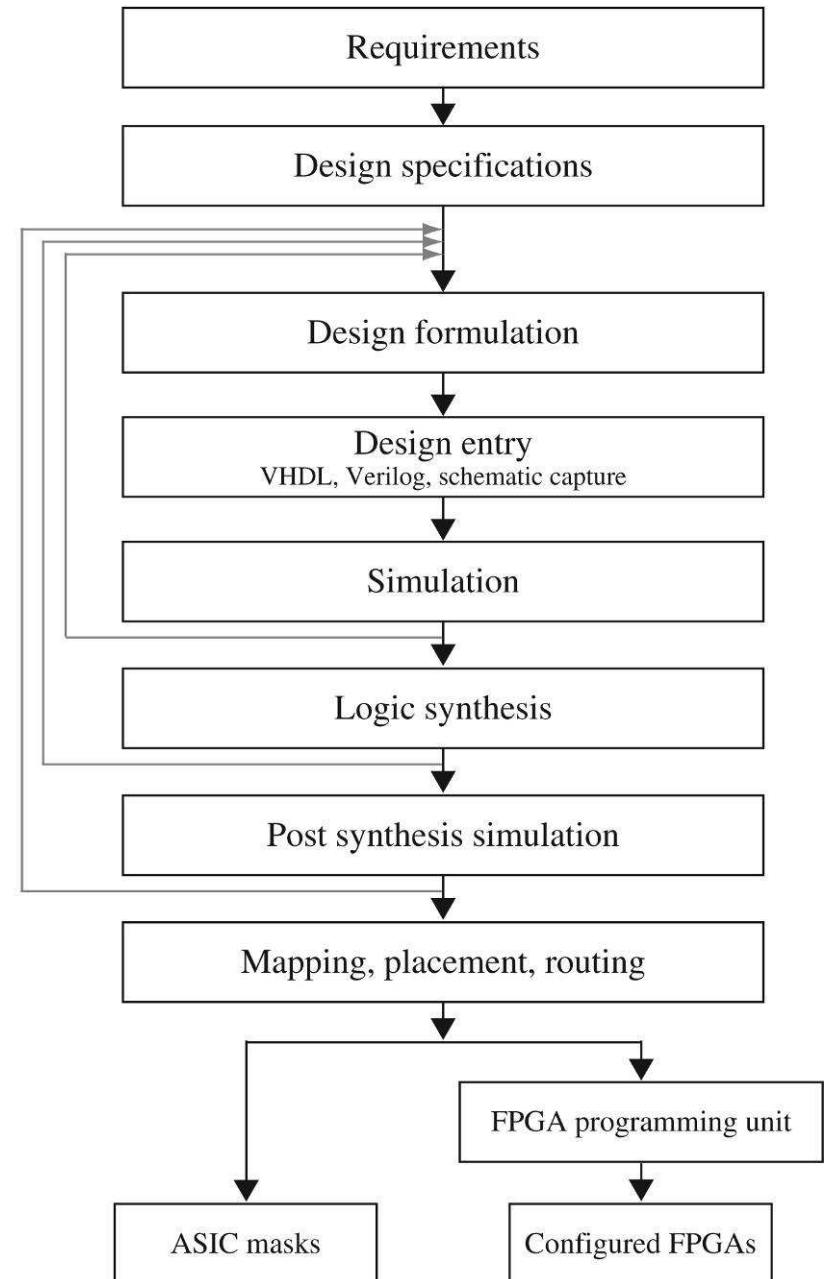 Requirements
Design specifications
Design formulation
Design entry
VHDL, Verilog, schematic capture
Simulation
Logic synthesis
Post synthesis simulation
Mapping, placement, routing
FPGA programming unit
ASIC masks
Configured FPGAs